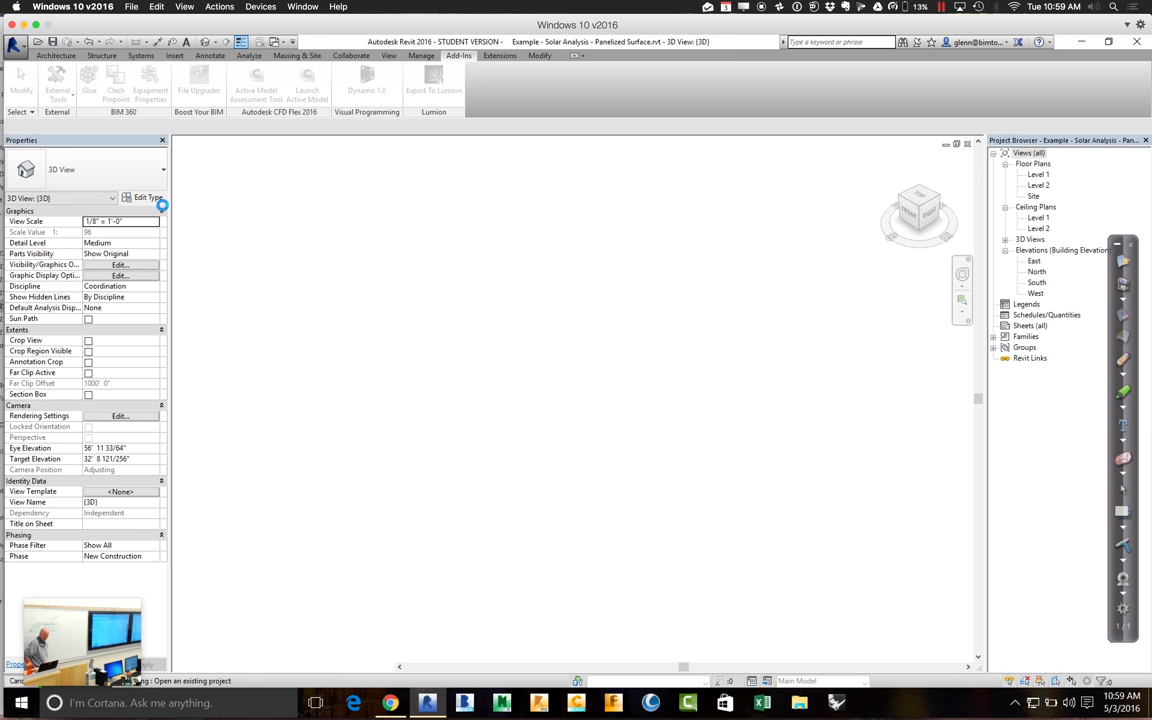 Windows 10 v2016 File Edit View Actions Devices Window Help 13% Tue 10:59 AM
Windows 10 v2016
Autodesk Revit 2016 - STUDENT VERSION - Example - Solar Analysis - Panelized Surface.rvt - 3D View: {3D} Type a keyword or phrase glenn@bimto...
Architecture Structure Systems Insert Annotate Analyze Massing & Site Collaborate View Manage Add-Ins Extensions Modify
Modify External Tools Glue Clash Pinpoint Equipment Properties File Upgrader Active Model Assessment Tool Launch Active Model Dynamo 1.0 Export To Lumion
Select External BIM 360 Boost Your BIM Autodesk CFD Flex 2016 Visual Programming Lumion
Properties
3D View
3D View: {3D} Edit Type
Graphics
View Scale 1/8" = 1'-0"
Scale Value 1: 96
Detail Level Medium
Parts Visibility Show Original
Visibility/Graphics O... Edit...
Graphic Display Opti... Edit...
Discipline Coordination
Show Hidden Lines By Discipline
Default Analysis Disp... None
Sun Path
Extents
Crop View
Crop Region Visible
Annotation Crop
Far Clip Active
Far Clip Offset 1000' 0"
Section Box
Camera
Rendering Settings Edit...
Locked Orientation
Perspective
Eye Elevation 56' 11 33/64"
Target Elevation 32' 8 121/256"
Camera Position Adjusting
Identity Data
View Template <None>
View Name {3D}
Dependency Independent
Title on Sheet
Phasing
Phase Filter Show All
Phase New Construction
TOP
FRONT RIGHT
Project Browser - Example - Solar Analysis - Pan...
Views (all)
Floor Plans
Level 1
Level 2
Site
Ceiling Plans
Level 1
Level 2
3D Views
Elevations (Building Elevation
East
North
South
West
Legends
Schedules/Quantities
Sheets (all)
Families
Groups
Revit Links
1 / 1
: Open an existing project :0 Main Model :0
I'm Cortana. Ask me anything.
10:59 AM
5/3/2016